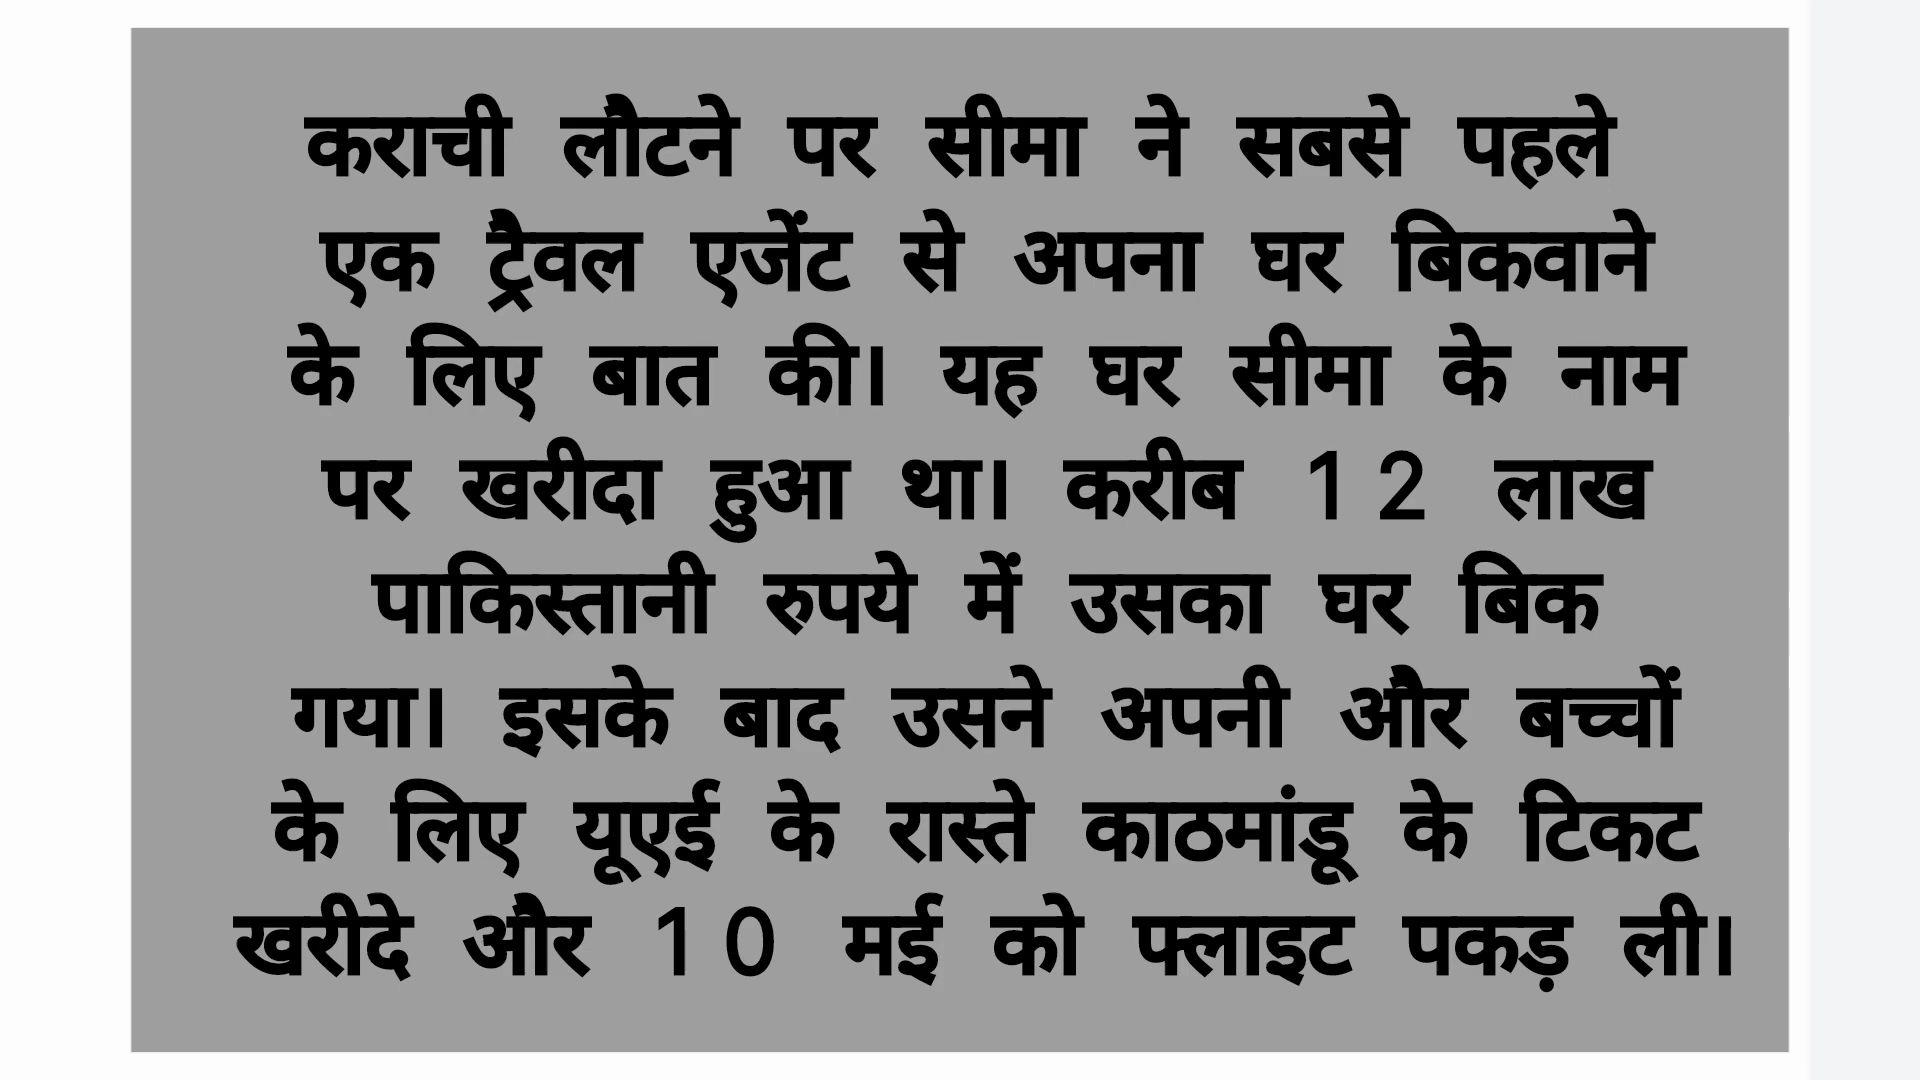 कराची लौटने पर सीमा ने सबसे पहले
एक ट्रैवल एजेंट से अपना घर बिकवाने
के लिए बात की। यह घर सीमा के नाम
पर खरीदा हुआ था। करीब 12 लाख
पाकिस्तानी रुपये में उसका घर बिक
गया। इसके बाद उसने अपनी और बच्चों
के लिए यूएई के रास्ते काठमांडू के टिकट
खरीदे और 10 मई को फ्लाइट पकड़ ली।